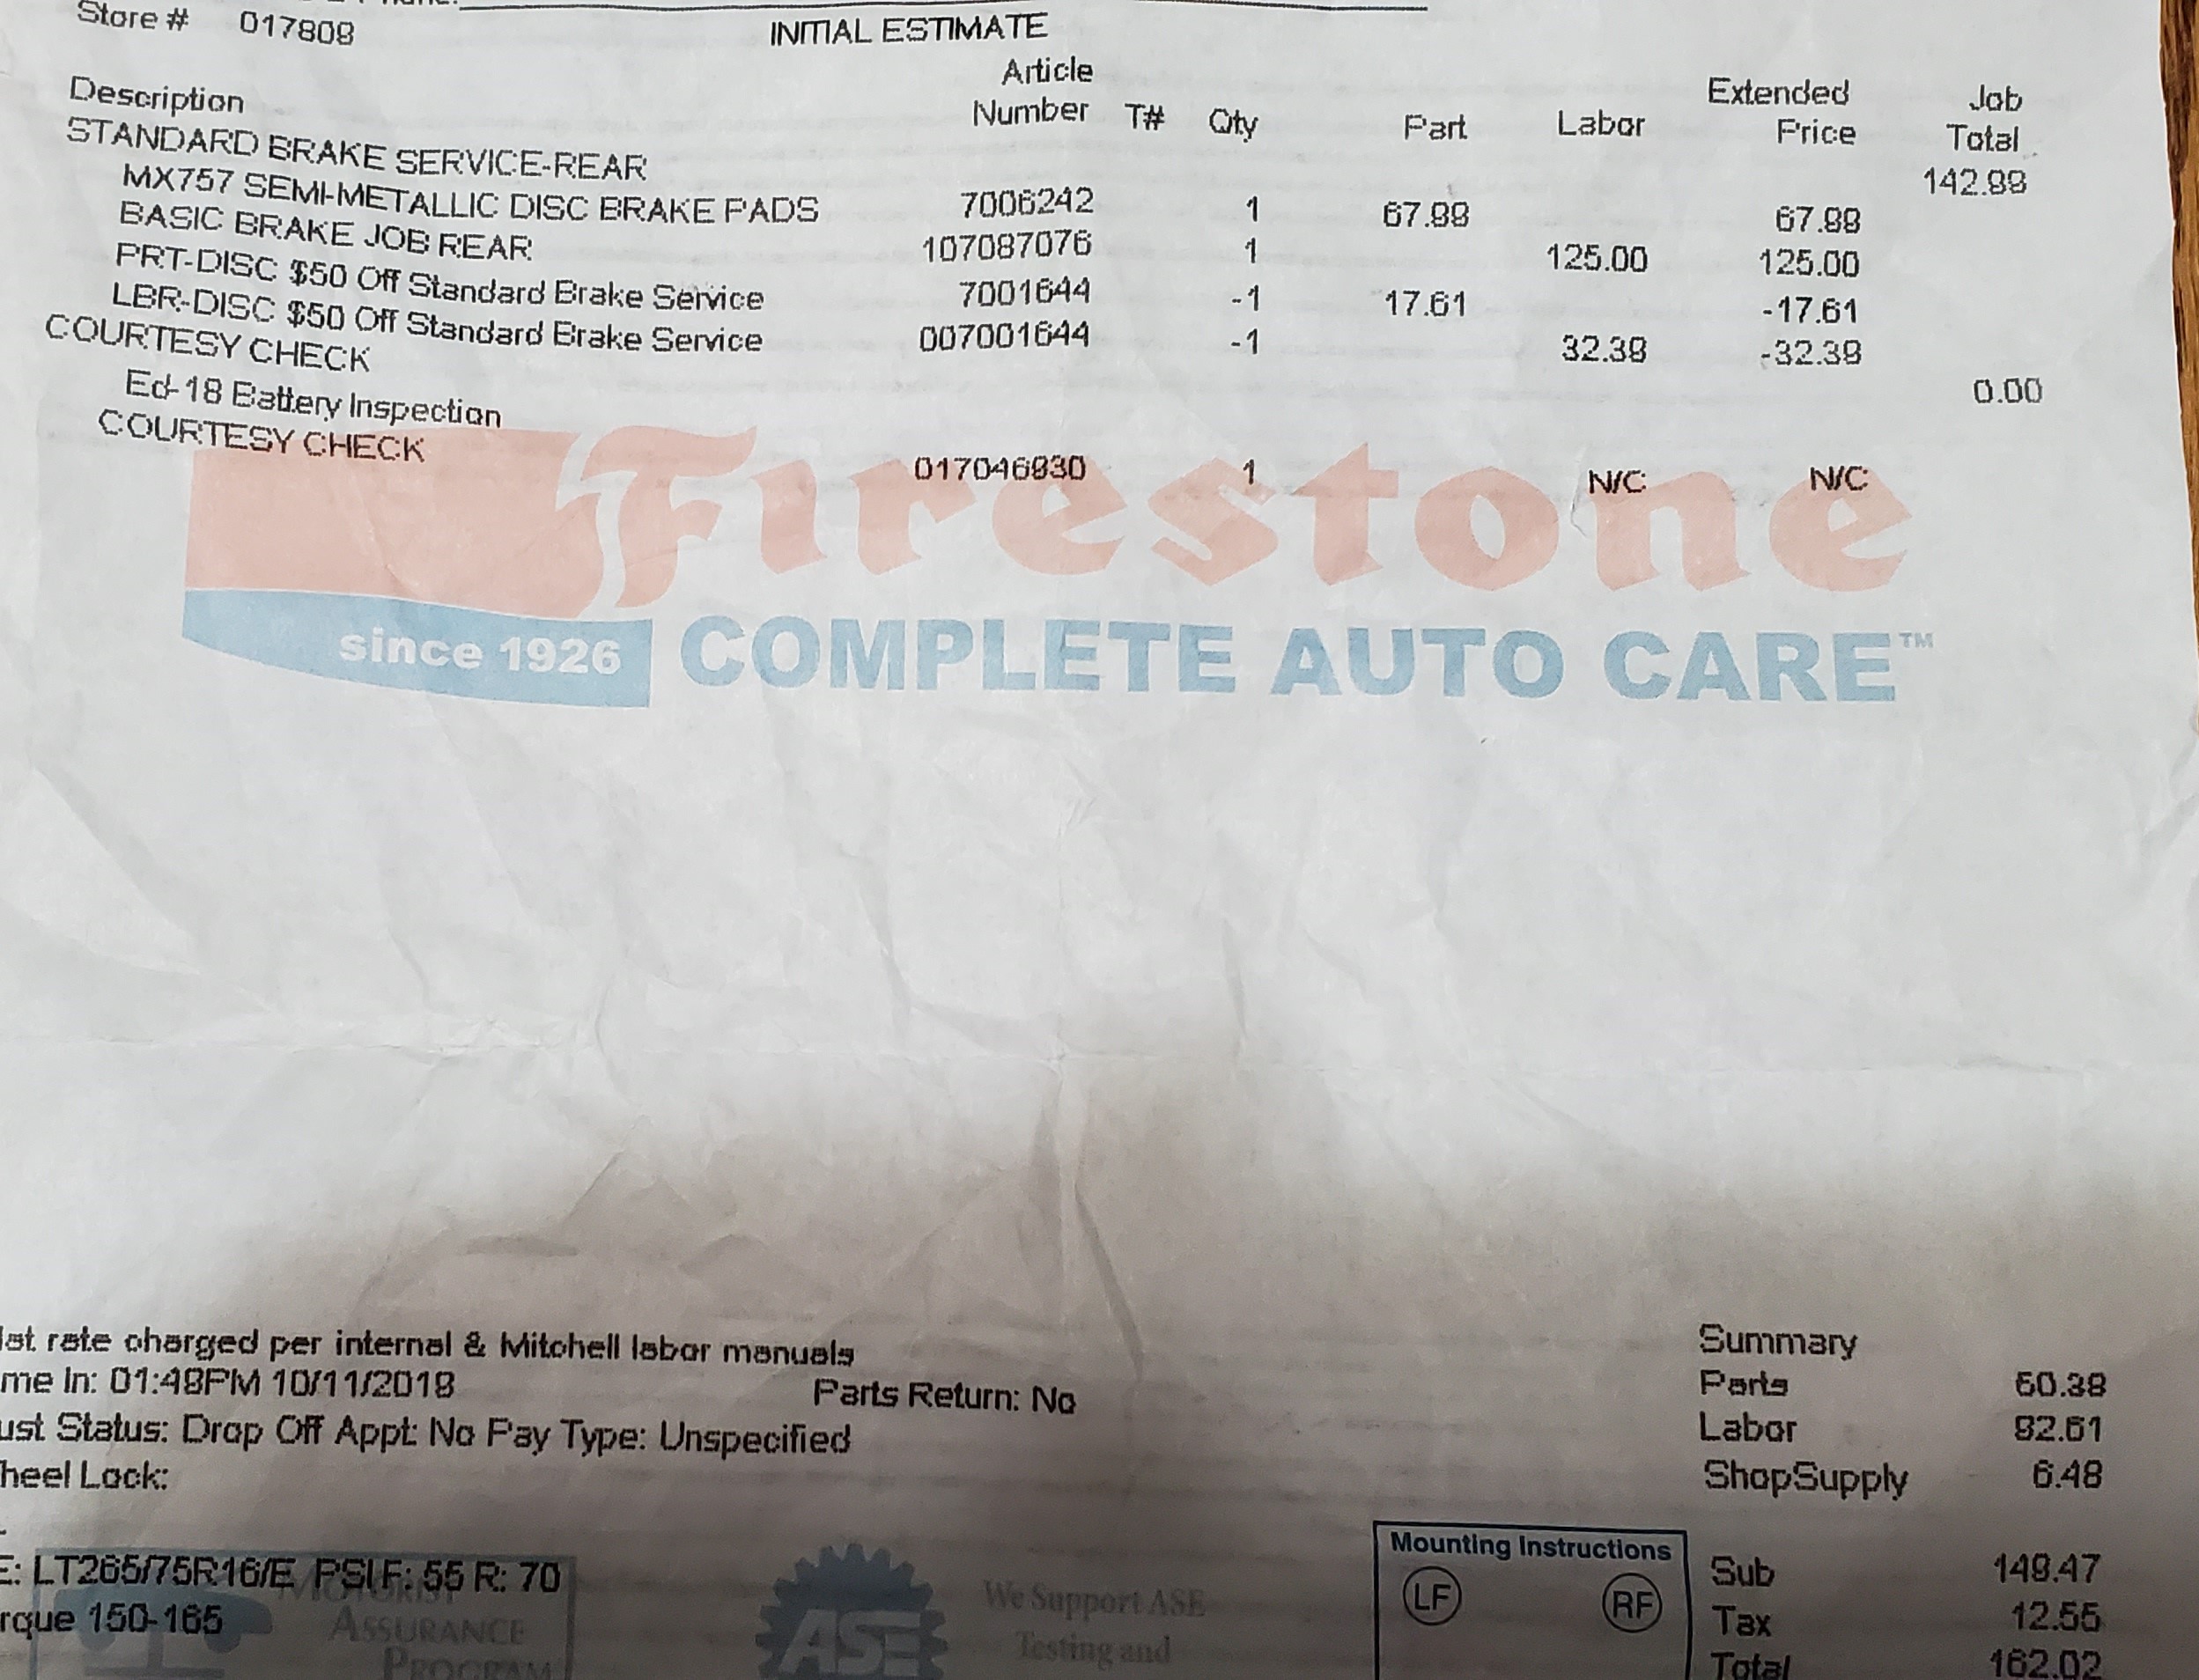 Store # 017809
INITIAL ESTIMATE
Description Article Number T# Qty Part Labor Extended Price Job Total
STANDARD BRAKE SERVICE-REAR 142.99
MX757 SEMI-METALLIC DISC BRAKE PADS 7006242 1 67.99 67.99
BASIC BRAKE JOB REAR 107087076 1 125.00 125.00
PRT-DISC $50 Off Standard Brake Service 7001644 -1 17.61 -17.61
LBR-DISC $50 Off Standard Brake Service 007001644 -1 32.39 -32.39
COURTESY CHECK 0.00
Ed-18 Battery Inspection
COURTESY CHECK 017046930 1 N/C N/C
Firestone
since 1926 COMPLETE AUTO CARE™
lat rate charged per internal & Mitchell labor manuals
me In: 01:49PM 10/11/2018 Parts Return: No
ust Status: Drop Off Appt: No Pay Type: Unspecified
heel Lock:
Summary
Parts 50.38
Labor 92.61
ShopSupply 6.48
Sub 149.47
Tax 12.55
Total 162.02
E: LT265/75R16/E PSI F: 55 R: 70
rque 150-165
MOTORIST
ASSURANCE
PROGRAM
ASE
We Support ASE
Testing and
Mounting Instructions
LF RF